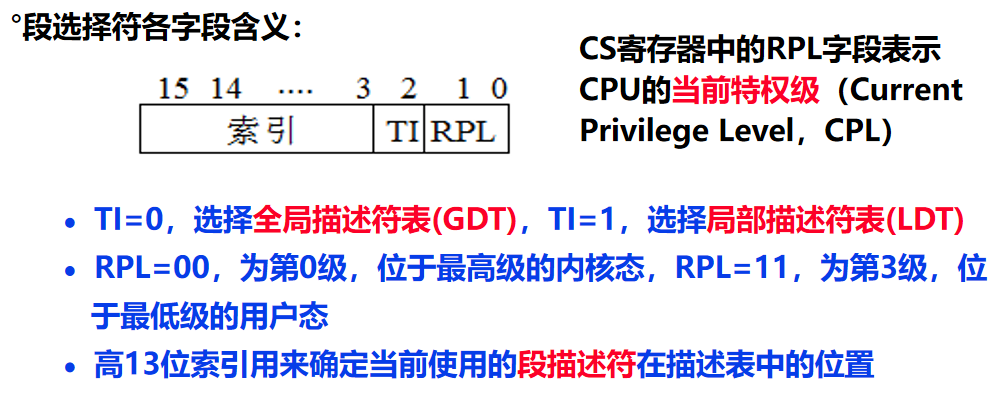 °段选择符各字段含义：
CS寄存器中的RPL字段表示
CPU的当前特权级（Current
Privilege Level，CPL）
15 14 ···· 3 2 1 0
索引 TI RPL
• TI=0，选择全局描述符表(GDT)，TI=1，选择局部描述符表(LDT)
• RPL=00，为第0级，位于最高级的内核态，RPL=11，为第3级，位
于最低级的用户态
• 高13位索引用来确定当前使用的段描述符在描述表中的位置